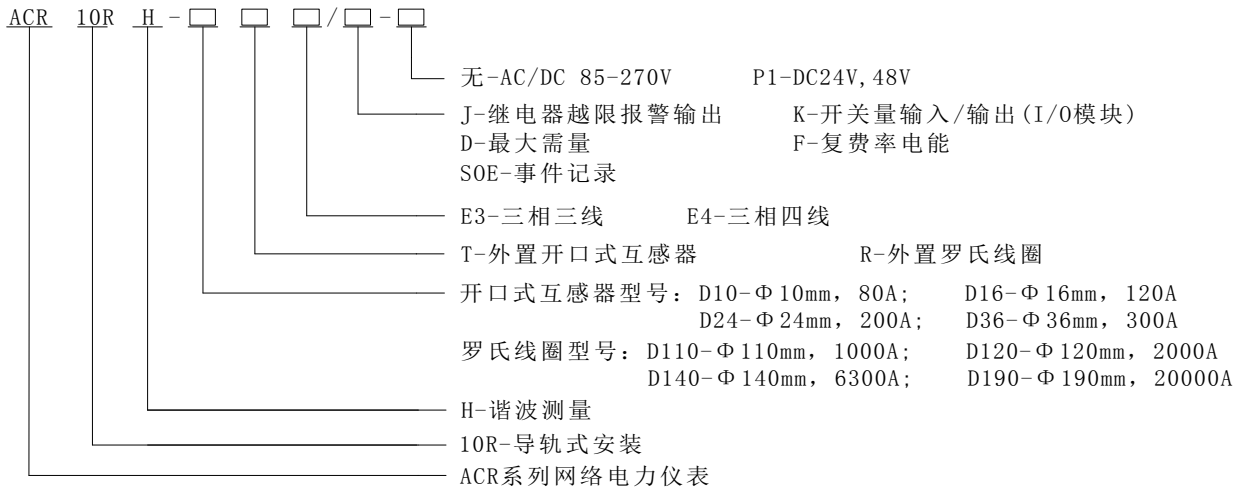 ACR 10R H-□ □ □/□-□
无-AC/DC 85-270V P1-DC24V,48V
J-继电器越限报警输出 K-开关量输入/输出(I/O模块)
D-最大需量 F-复费率电能
SOE-事件记录
E3-三相三线 E4-三相四线
T-外置开口式互感器 R-外置罗氏线圈
开口式互感器型号：D10-Φ10mm，80A; D16-Φ16mm，120A
D24-Φ24mm，200A; D36-Φ36mm，300A
罗氏线圈型号：D110-Φ110mm，1000A; D120-Φ120mm，2000A
D140-Φ140mm，6300A; D190-Φ190mm，20000A
H-谐波测量
10R-导轨式安装
ACR系列网络电力仪表